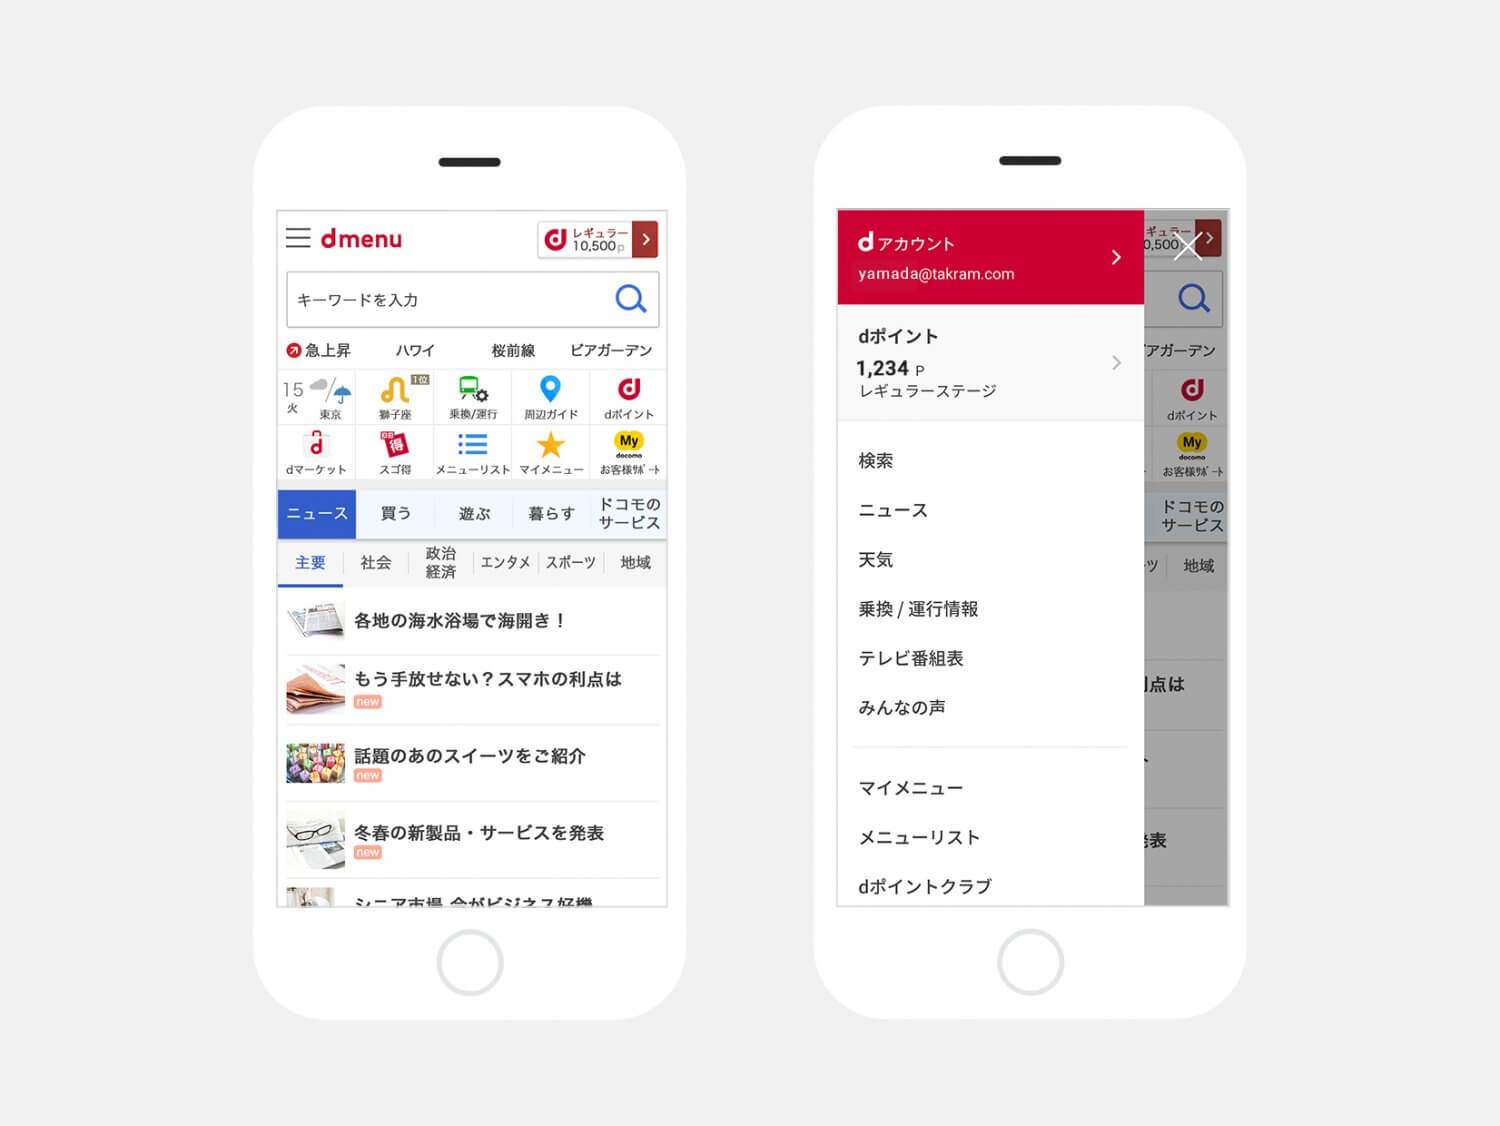 dmenu
レギュラー
10,500p
キーワードを入力
急上昇 ハワイ 桜前線 ビアガーデン
15
火 東京
1位
獅子座
乗換/運行
周辺ガイド
dポイント
dマーケット
得
スゴ得
メニューリスト
マイメニュー
My
docomo
お客様ｻﾎﾟｰﾄ
ニュース 買う 遊ぶ 暮らす ドコモの
サービス
主要 社会 政治
経済 エンタメ スポーツ 地域
各地の海水浴場で海開き！
もう手放せない？スマホの利点は
new
話題のあのスイーツをご紹介
new
冬春の新製品・サービスを発表
new
シニア市場 今がビジネス好機
dアカウント
yamada@takram.com
dポイント
1,234 P
レギュラーステージ
検索
ニュース
天気
乗換 / 運行情報
テレビ番組表
みんなの声
マイメニュー
メニューリスト
dポイントクラブ
ギュラー
0,500p
アガーデン
dポイント
My
docomo
お客様ｻﾎﾟｰﾄ
ドコモの
サービス
ツ 地域
点は
表